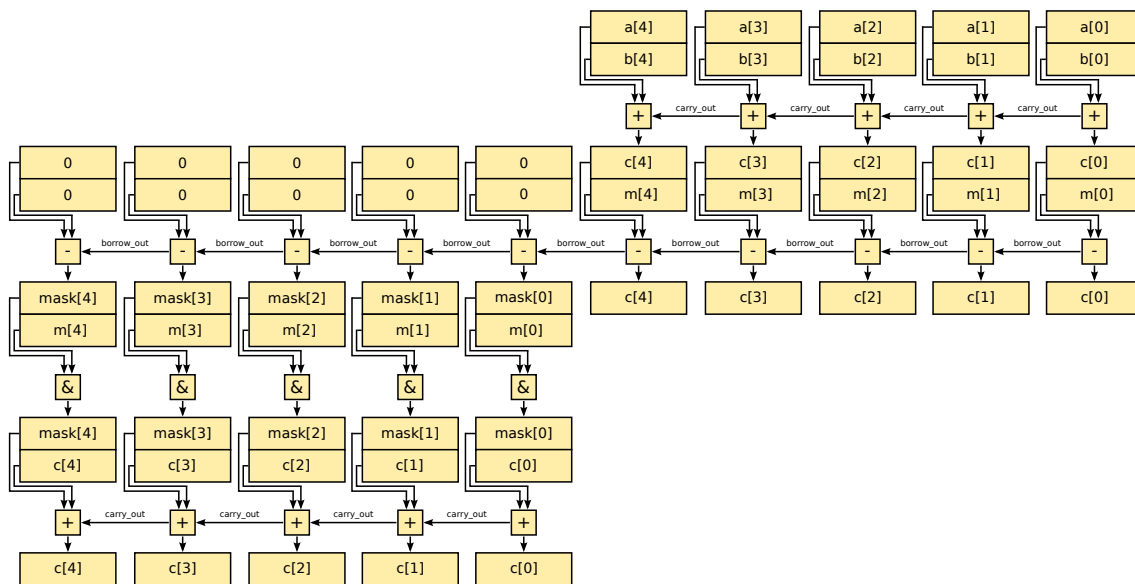 a[4] a[3] a[2] a[1] a[0]
b[4] b[3] b[2] b[1] b[0]
+ carry_out + carry_out + carry_out + carry_out +
0 0 0 0 0 c[4] c[3] c[2] c[1] c[0]
0 0 0 0 0 m[4] m[3] m[2] m[1] m[0]
- borrow_out - borrow_out - borrow_out - borrow_out - borrow_out - borrow_out - borrow_out - borrow_out - borrow_out -
mask[4] mask[3] mask[2] mask[1] mask[0] c[4] c[3] c[2] c[1] c[0]
m[4] m[3] m[2] m[1] m[0]
& & & & &
mask[4] mask[3] mask[2] mask[1] mask[0]
c[4] c[3] c[2] c[1] c[0]
+ carry_out + carry_out + carry_out + carry_out +
c[4] c[3] c[2] c[1] c[0]